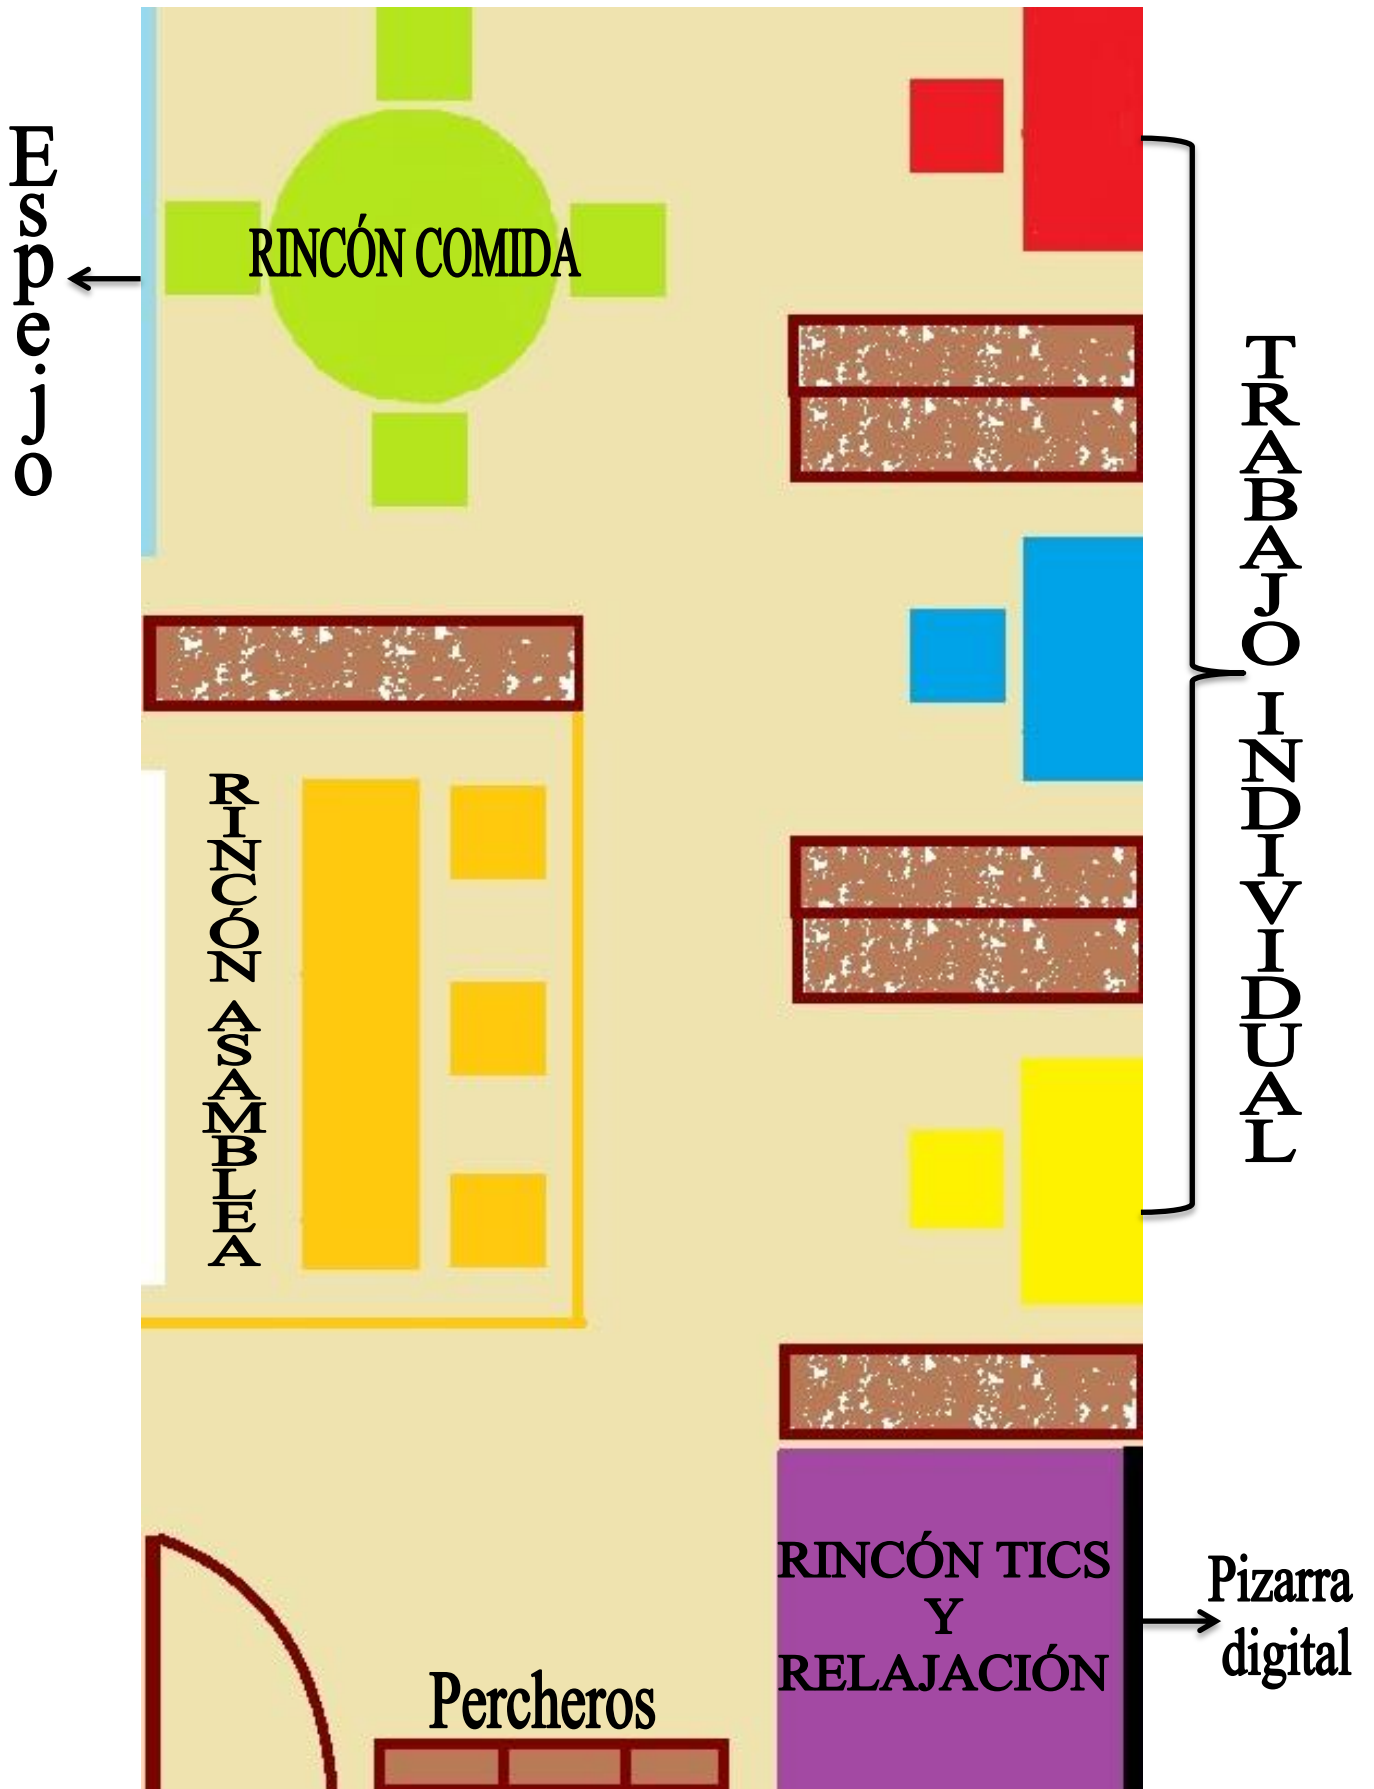 Espejo
RINCÓN COMIDA
TRABAJO INDIVIDUAL
RINCÓN ASAMBLEA
RINCÓN TICS
Y
RELAJACIÓN
Pizarra
digital
Percheros